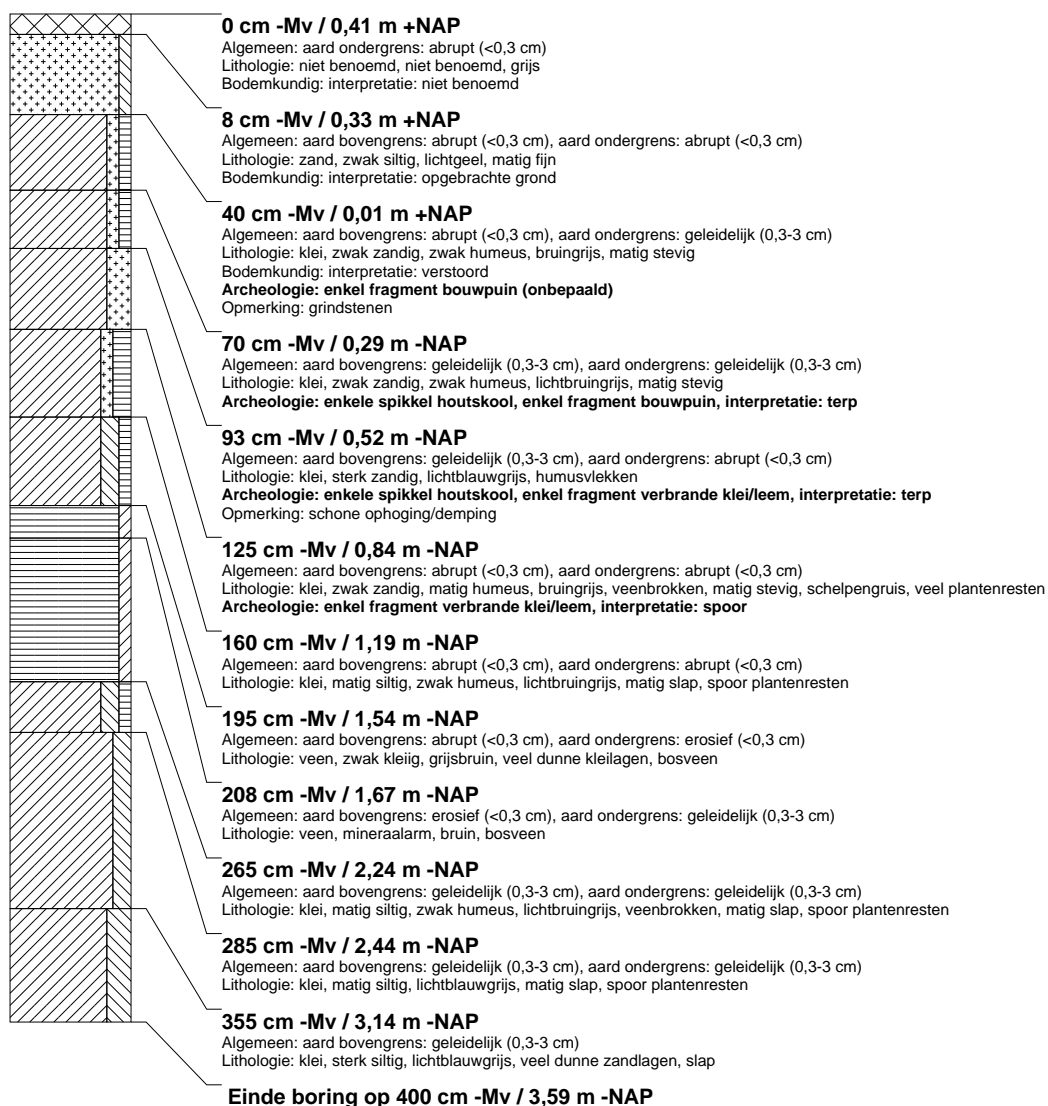 0 cm -Mv / 0,41 m +NAP
Algemeen: aard ondergrens: abrupt (<0,3 cm)
Lithologie: niet benoemd, niet benoemd, grijs
Bodemkundig: interpretatie: niet benoemd
8 cm -Mv / 0,33 m +NAP
Algemeen: aard bovengrens: abrupt (<0,3 cm), aard ondergrens: abrupt (<0,3 cm)
Lithologie: zand, zwak siltig, lichtgeel, matig fijn
Bodemkundig: interpretatie: opgebrachte grond
40 cm -Mv / 0,01 m +NAP
Algemeen: aard bovengrens: abrupt (<0,3 cm), aard ondergrens: geleidelijk (0,3-3 cm)
Lithologie: klei, zwak zandig, zwak humeus, bruingrijs, matig stevig
Bodemkundig: interpretatie: verstoord
Archeologie: enkel fragment bouwpuin (onbepaald)
Opmerking: grindstenen
70 cm -Mv / 0,29 m -NAP
Algemeen: aard bovengrens: geleidelijk (0,3-3 cm), aard ondergrens: geleidelijk (0,3-3 cm)
Lithologie: klei, zwak zandig, zwak humeus, lichtbruingrijs, matig stevig
Archeologie: enkele spikkel houtskool, enkel fragment bouwpuin, interpretatie: terp
93 cm -Mv / 0,52 m -NAP
Algemeen: aard bovengrens: geleidelijk (0,3-3 cm), aard ondergrens: abrupt (<0,3 cm)
Lithologie: klei, sterk zandig, lichtblauwgrijs, humusvlekken
Archeologie: enkele spikkel houtskool, enkel fragment verbrande klei/leem, interpretatie: terp
Opmerking: schone ophoging/demping
125 cm -Mv / 0,84 m -NAP
Algemeen: aard bovengrens: abrupt (<0,3 cm), aard ondergrens: abrupt (<0,3 cm)
Lithologie: klei, zwak zandig, matig humeus, bruingrijs, veenbrokken, matig stevig, schelpengruis, veel plantenresten
Archeologie: enkel fragment verbrande klei/leem, interpretatie: spoor
160 cm -Mv / 1,19 m -NAP
Algemeen: aard bovengrens: abrupt (<0,3 cm), aard ondergrens: abrupt (<0,3 cm)
Lithologie: klei, matig siltig, zwak humeus, lichtbruingrijs, matig slap, spoor plantenresten
195 cm -Mv / 1,54 m -NAP
Algemeen: aard bovengrens: abrupt (<0,3 cm), aard ondergrens: erosief (<0,3 cm)
Lithologie: veen, zwak kleiig, grijsbruin, veel dunne kleilagen, bosveen
208 cm -Mv / 1,67 m -NAP
Algemeen: aard bovengrens: erosief (<0,3 cm), aard ondergrens: geleidelijk (0,3-3 cm)
Lithologie: veen, mineraalarm, bruin, bosveen
265 cm -Mv / 2,24 m -NAP
Algemeen: aard bovengrens: geleidelijk (0,3-3 cm), aard ondergrens: geleidelijk (0,3-3 cm)
Lithologie: klei, matig siltig, zwak humeus, lichtbruingrijs, veenbrokken, matig slap, spoor plantenresten
285 cm -Mv / 2,44 m -NAP
Algemeen: aard bovengrens: geleidelijk (0,3-3 cm), aard ondergrens: geleidelijk (0,3-3 cm)
Lithologie: klei, matig siltig, lichtblauwgrijs, matig slap, spoor plantenresten
355 cm -Mv / 3,14 m -NAP
Algemeen: aard bovengrens: geleidelijk (0,3-3 cm)
Lithologie: klei, sterk siltig, lichtblauwgrijs, veel dunne zandlagen, slap
Einde boring op 400 cm -Mv / 3,59 m -NAP